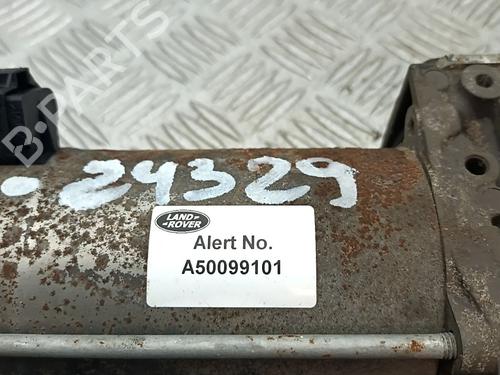 B-PARTS
24329
LAND-
-ROVER
Alert No.
A50099101